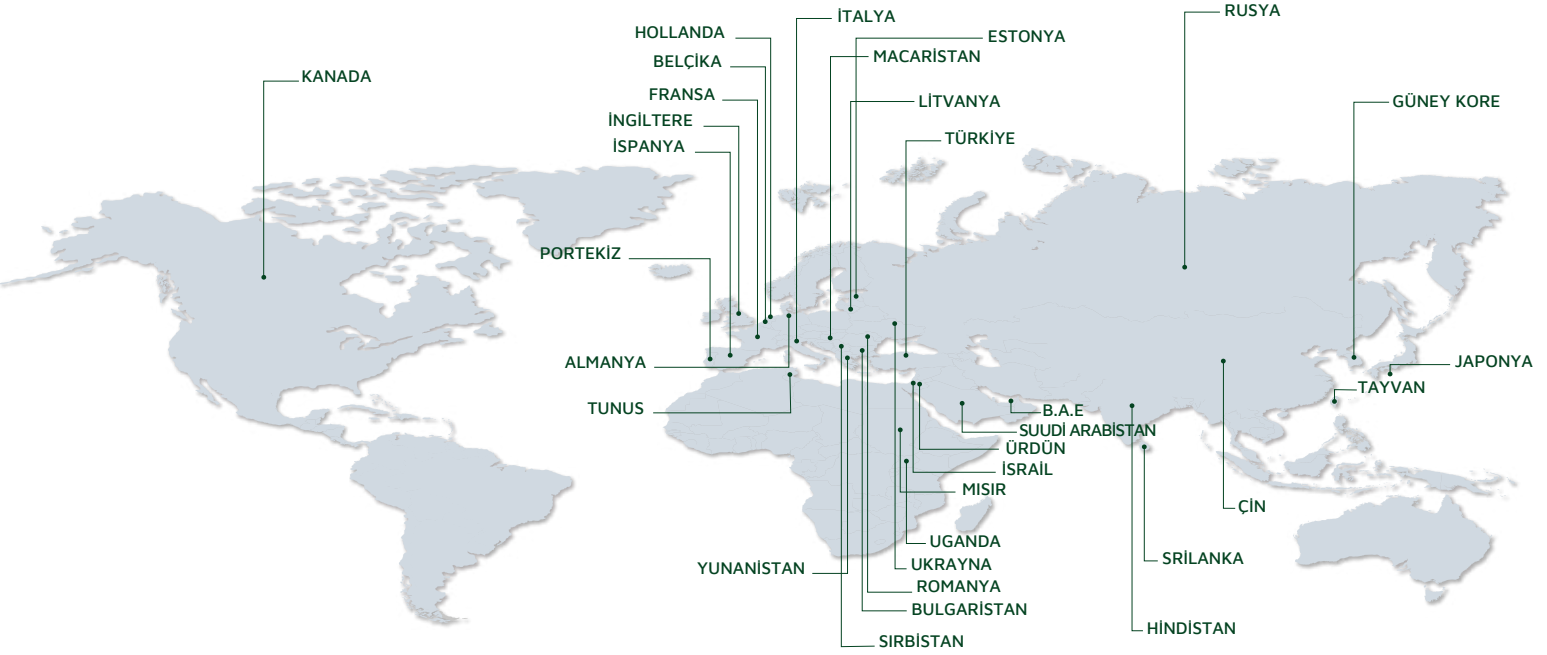 RUSYA
İTALYA
HOLLANDA
ESTONYA
MACARİSTAN
BELÇİKA
KANADA
FRANSA
LİTVANYA
GÜNEY KORE
İNGİLTERE
TÜRKİYE
İSPANYA
PORTEKİZ
ALMANYA
JAPONYA
TAYVAN
TUNUS
B.A.E
SUUDİ ARABİSTAN
ÜRDÜN
İSRAİL
MISIR
ÇİN
UGANDA
SRİLANKA
UKRAYNA
YUNANİSTAN
ROMANYA
BULGARİSTAN
HİNDİSTAN
SIRBİSTAN